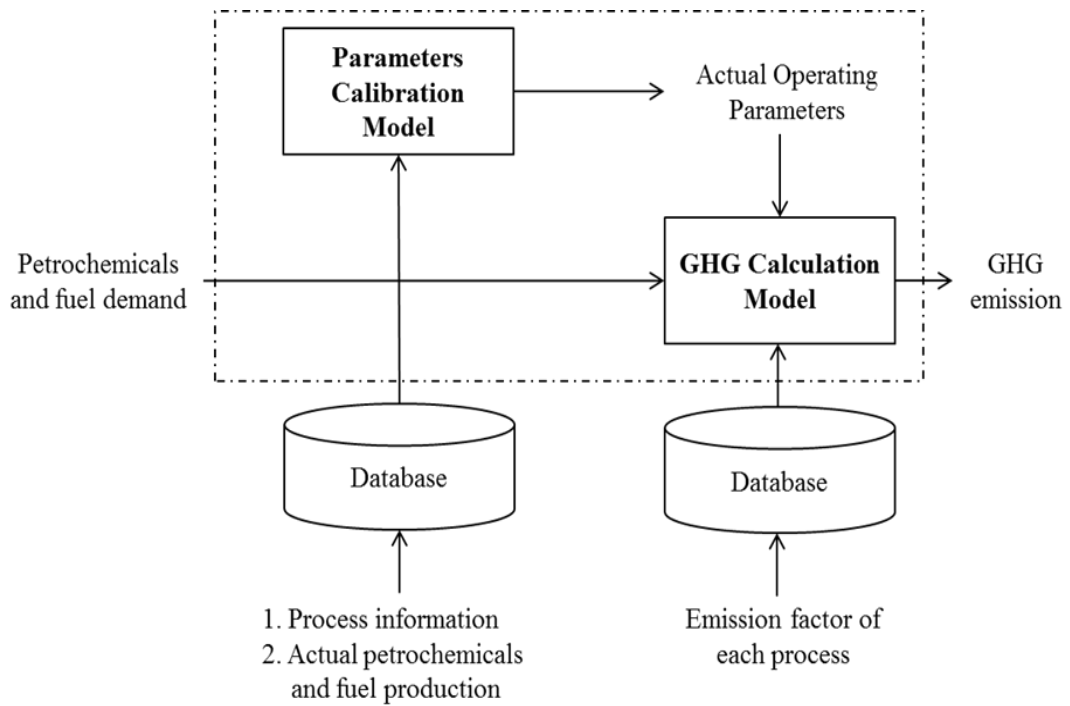 Parameters
Calibration
Model
Actual Operating
Parameters
Petrochemicals
and fuel demand
GHG Calculation
Model
GHG
emission
Database
Database
1. Process information
2. Actual petrochemicals
and fuel production
Emission factor of
each process